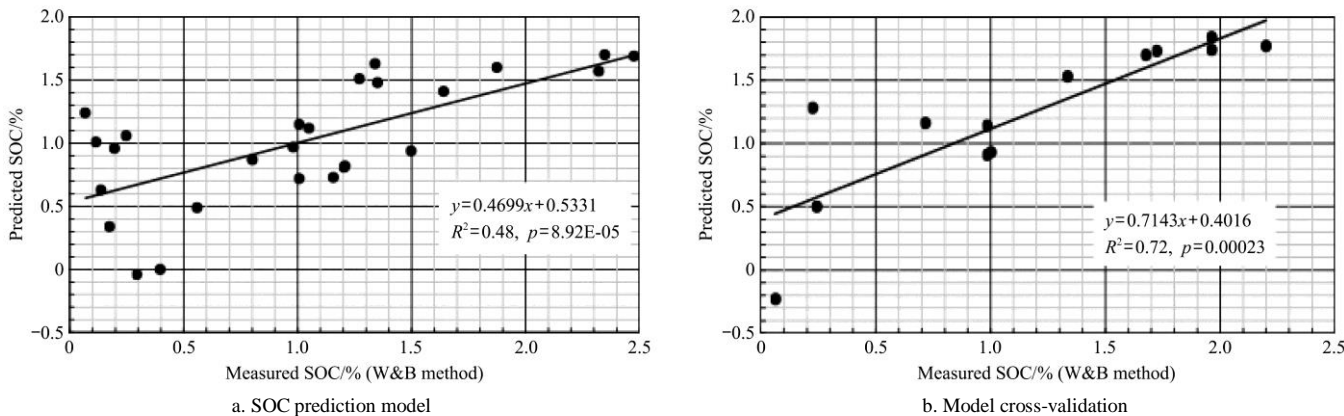 2.0
1.5
1.0
0.5
0
−0.5
Predicted SOC/%
y=0.4699x+0.5331
R²=0.48, p=8.92E-05
0 0.5 1.0 1.5 2.0 2.5
Measured SOC/% (W&B method)
a. SOC prediction model
2.0
1.5
1.0
0.5
0
−0.5
Predicted SOC/%
y=0.7143x+0.4016
R²=0.72, p=0.00023
0 0.5 1.0 1.5 2.0 2.5
Measured SOC/% (W&B method)
b. Model cross-validation